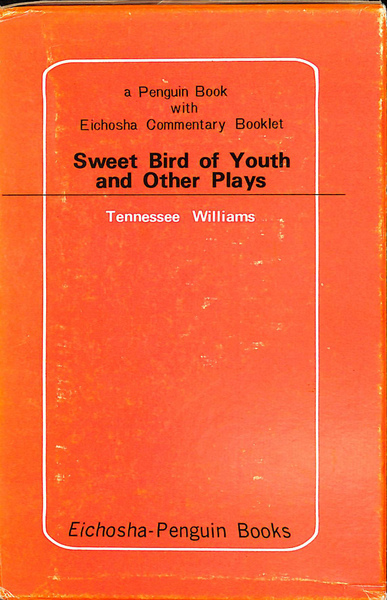 a Penguin Book
with
Eichosha Commentary Booklet
Sweet Bird of Youth
and Other Plays
Tennessee Williams
Eichosha-Penguin Books